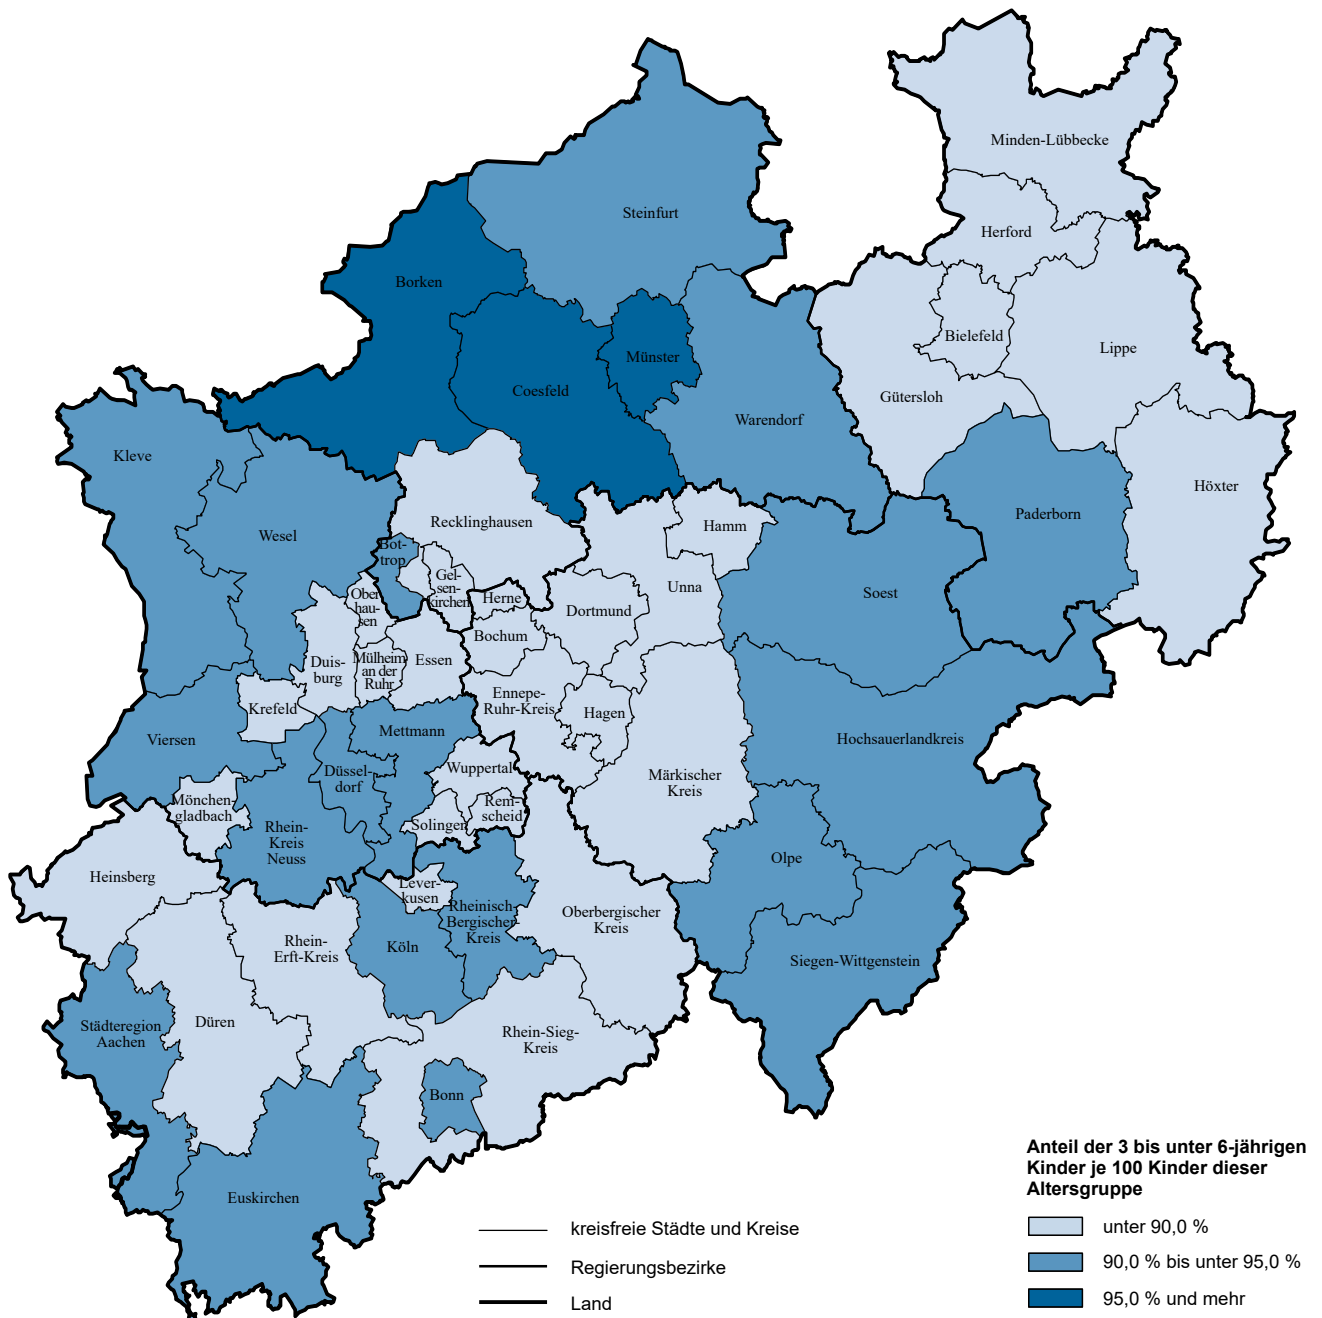 Minden-Lübbecke
Steinfurt
Herford
Borken
Bielefeld
Lippe
Münster
Coesfeld
Gütersloh
Warendorf
Kleve
Höxter
Recklinghausen
Hamm
Paderborn
Wesel
Bot-
trop
Gel-
sen-
kirchen
Unna
Soest
Ober
hau-
sen
Herne
Dortmund
Bochum
Duis-
burg
Mülheim
an der
Ruhr
Essen
Ennepe-
Ruhr-Kreis
Krefeld
Hagen
Viersen
Mettmann
Hochsauerlandkreis
Düssel-
dorf
Wuppertal
Märkischer
Kreis
Mönchen-
gladbach
Rem-
scheid
Solingen
Rhein-
Kreis
Neuss
Olpe
Heinsberg
Lever-
kusen
Rheinisch-
Bergischer-
Kreis
Oberbergischer
Kreis
Rhein-
Erft-Kreis
Köln
Siegen-Wittgenstein
Städteregion
Aachen
Düren
Rhein-Sieg-
Kreis
Bonn
Euskirchen
kreisfreie Städte und Kreise
Regierungsbezirke
Land
Anteil der 3 bis unter 6-jährigen
Kinder je 100 Kinder dieser
Altersgruppe
unter 90,0 %
90,0 % bis unter 95,0 %
95,0 % und mehr